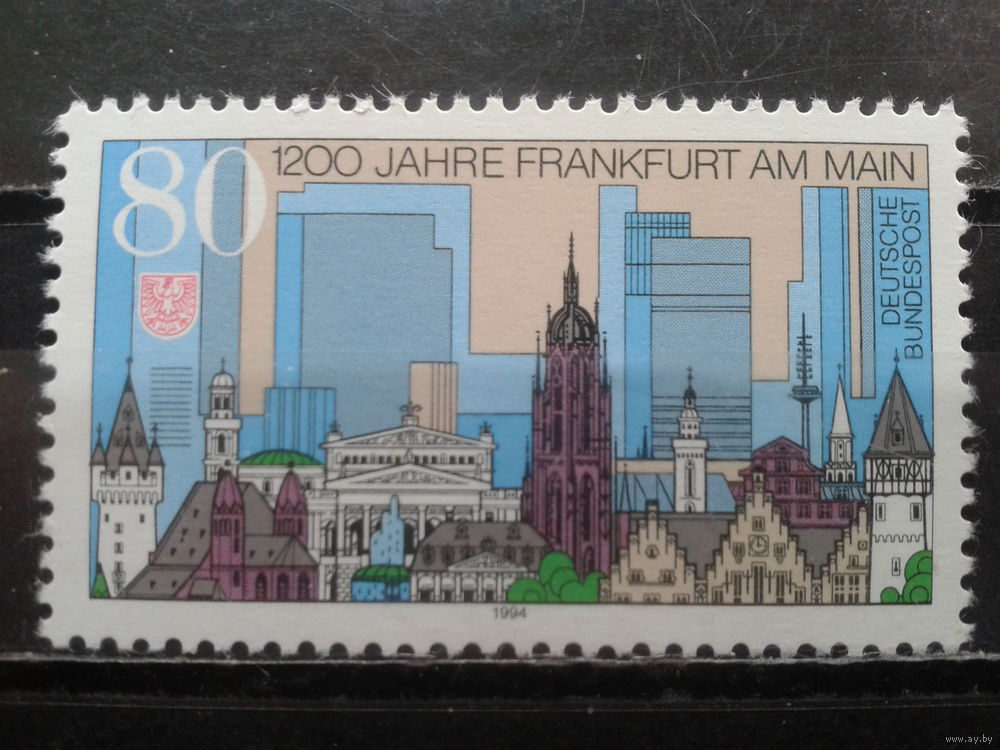 80
1200 JAHRE FRANKFURT AM MAIN
DEUTSCHE
BUNDESPOST
1994
www.ay.by